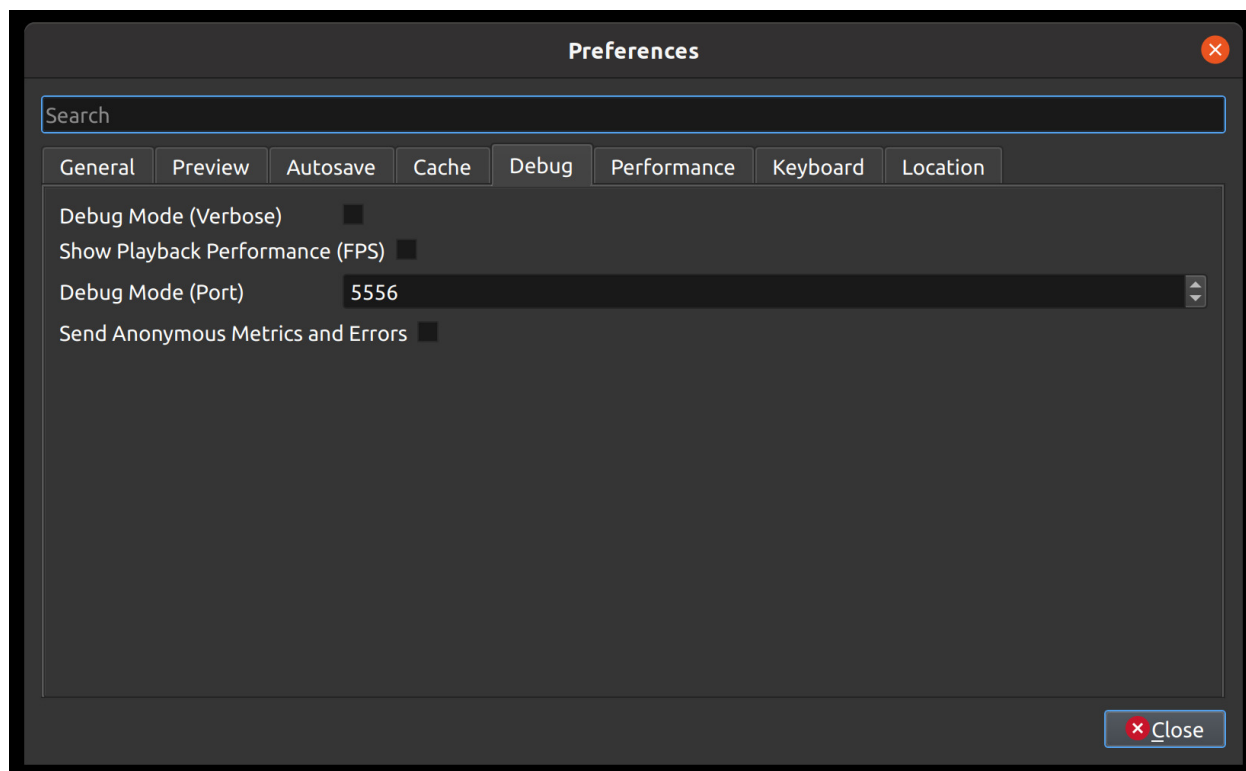 Preferences
Search
General Preview Autosave Cache Debug Performance Keyboard Location
Debug Mode (Verbose)
Show Playback Performance (FPS)
Debug Mode (Port) 5556
Send Anonymous Metrics and Errors
Close